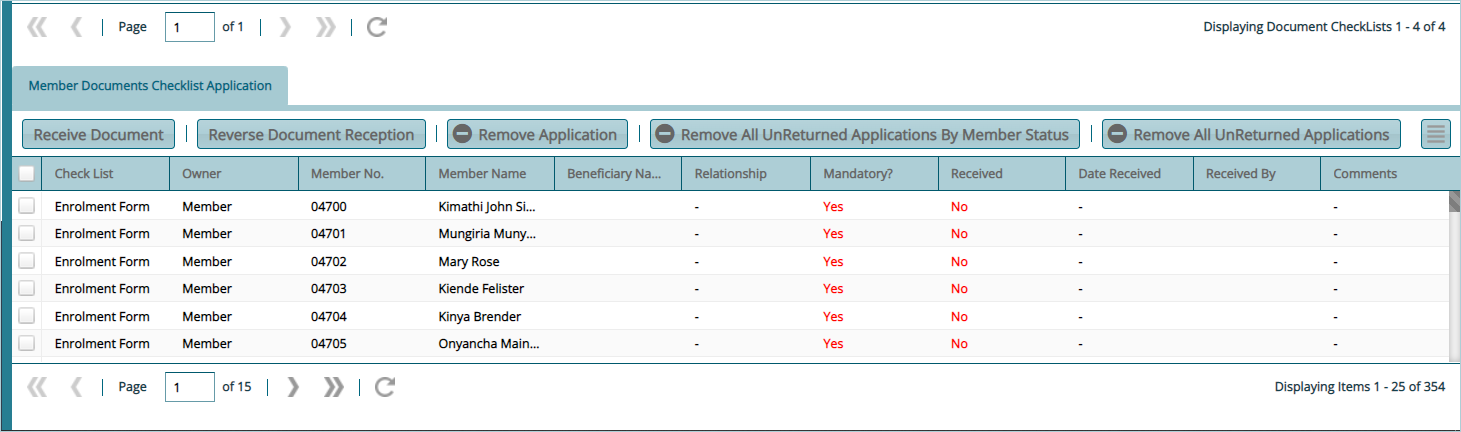 Page 1 of 1 Displaying Document CheckLists 1 - 4 of 4
Member Documents Checklist Application
Receive Document Reverse Document Reception Remove Application Remove All UnReturned Applications By Member Status Remove All UnReturned Applications
Check List Owner Member No. Member Name Beneficiary Na... Relationship Mandatory? Received Date Received Received By Comments
Enrolment Form Member 04700 Kimathi John Si... - Yes No - -
Enrolment Form Member 04701 Mungiria Muny... - Yes No - -
Enrolment Form Member 04702 Mary Rose - Yes No - -
Enrolment Form Member 04703 Kiende Felister - Yes No - -
Enrolment Form Member 04704 Kinya Brender - Yes No - -
Enrolment Form Member 04705 Onyancha Main... - Yes No - -
Page 1 of 15 Displaying Items 1 - 25 of 354